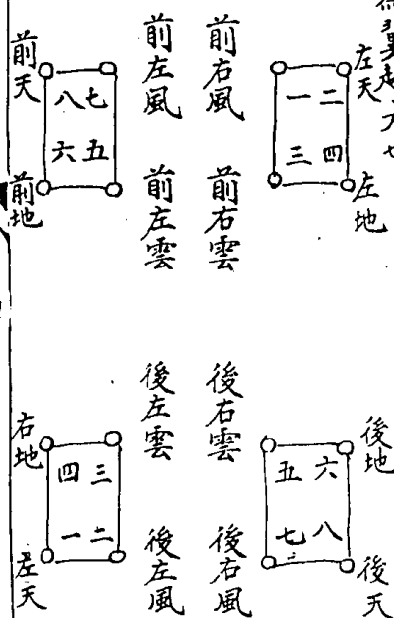 左天
左地
二四
一三
前右風
前右雲
前左風
前左雲
七五
八六
前天
前地
後地
後天
六八
五七
後右雲
後右風
後左雲
後左風
三二
四一
右地
左天